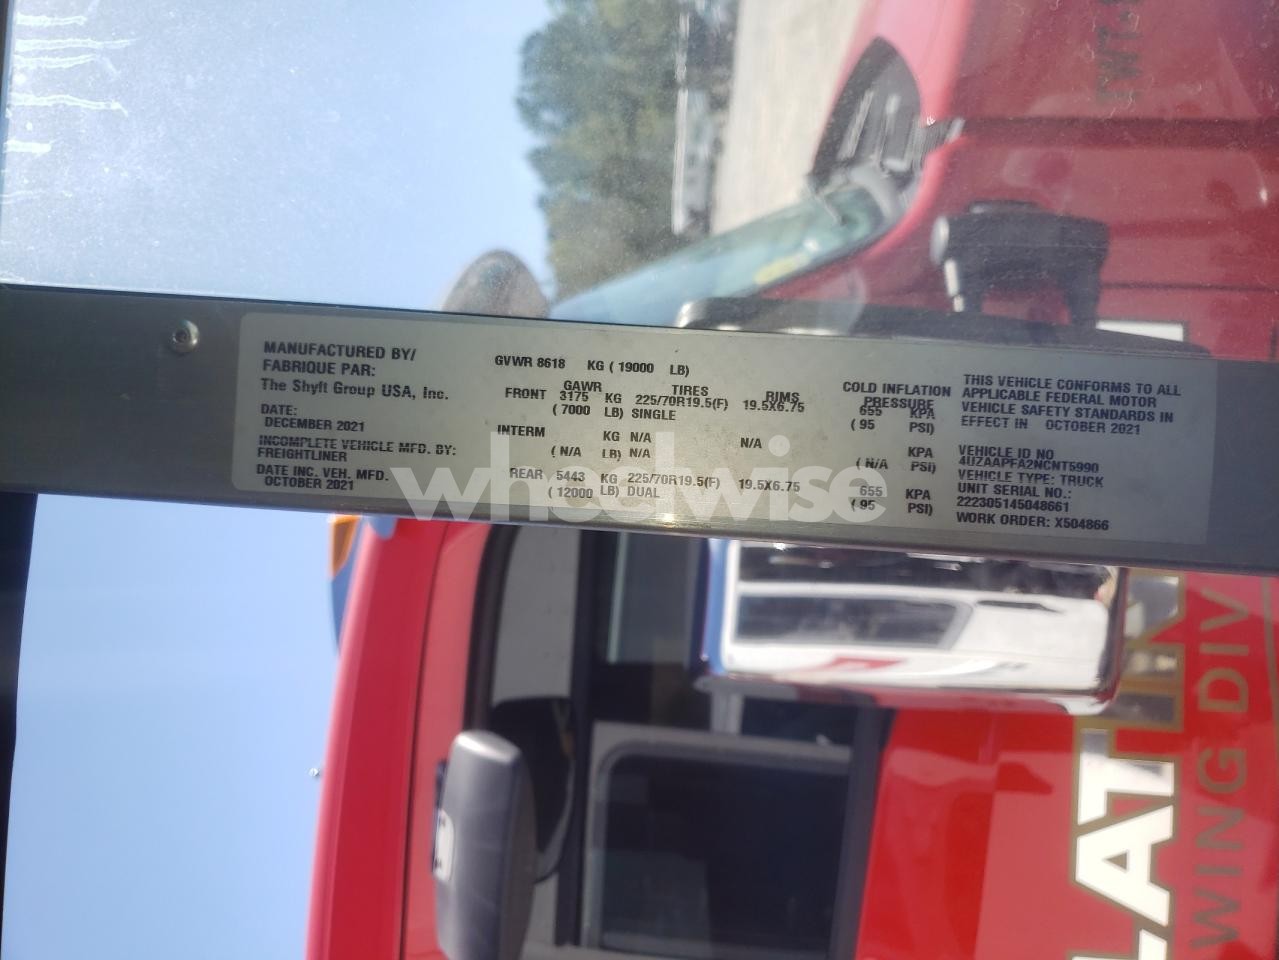 MANUFACTURED BY/
FABRIQUE PAR:
The Shyft Group USA, Inc.
DATE:
DECEMBER 2021
INCOMPLETE VEHICLE MFD. BY:
FREIGHTLINER
DATE INC. VEH. MFD.
OCTOBER 2021
GVWR 8618 KG ( 19000 LB)
GAWR TIRES RIMS COLD INFLATION PRESSURE
FRONT 3175 KG 225/70R19.5(F) 19.5X6.75 655 KPA
( 7000 LB) SINGLE ( 95 PSI)
INTERM KG N/A N/A KPA
( N/A LB) N/A ( N/A PSI)
REAR 5443 KG 225/70R19.5(F) 19.5X6.75 655 KPA
( 12000 LB) DUAL ( 95 PSI)
THIS VEHICLE CONFORMS TO ALL
APPLICABLE FEDERAL MOTOR
VEHICLE SAFETY STANDARDS IN
EFFECT IN OCTOBER 2021
VEHICLE ID NO
4UZAAPFA2NCNT5990
VEHICLE TYPE: TRUCK
UNIT SERIAL NO.:
222305145048661
WORK ORDER: X504866
wheelwise
WING DIV